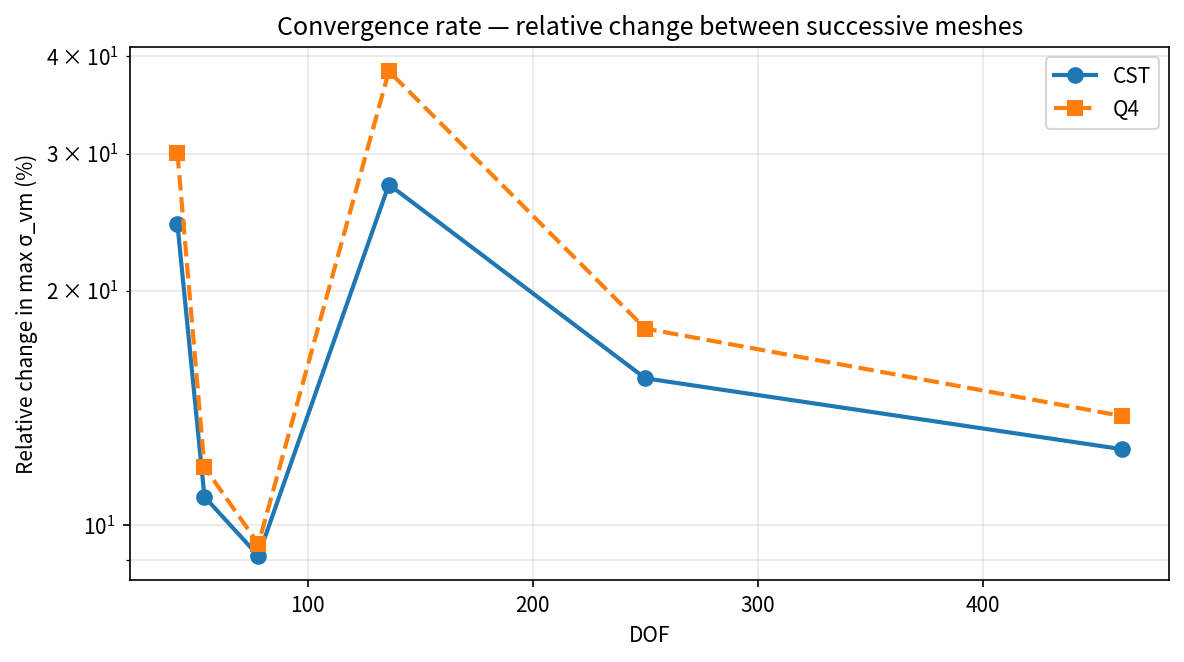 Convergence rate — relative change between successive meshes
CST
Q4
Relative change in max σ_vm (%)
4 × 10¹
3 × 10¹
2 × 10¹
10¹
100
200
300
400
DOF